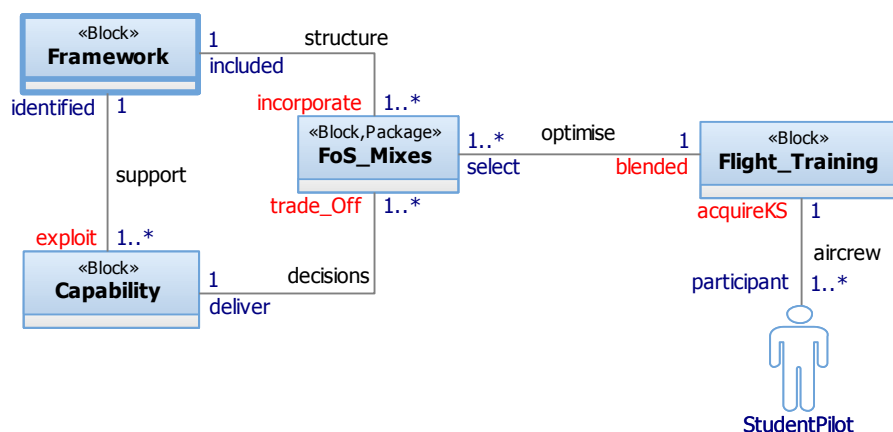 «Block»
Framework
1
structure
included
identified
1
incorporate
1..*
«Block,Package»
FoS_Mixes
1..*
optimise
1
select
blended
«Block»
Flight_Training
support
trade_Off
1..*
acquireKS
1
exploit
1..*
«Block»
Capability
1
decisions
deliver
aircrew
participant
1..*
StudentPilot